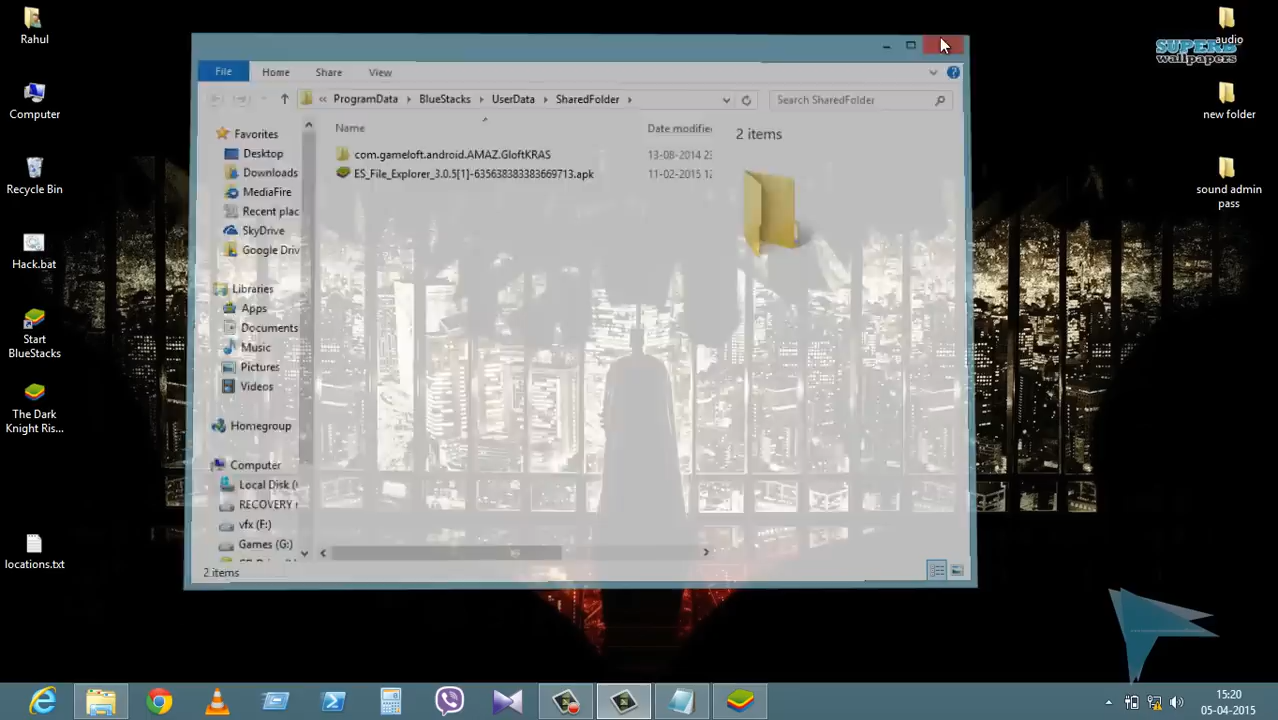 Rahul
Computer
Recycle Bin
Hack.bat
Start
BlueStacks
The Dark
Knight Ris...
locations.txt
File
Home
Share
View
« ProgramData
BlueStacks
UserData
SharedFolder
Search SharedFolder
Favorites
Desktop
Downloads
MediaFire
Recent plac
SkyDrive
Google Driv
Libraries
Apps
Documents
Music
Pictures
Videos
Homegroup
Computer
Local Disk (
RECOVERY (
vfx (F:)
Games (G:)
Name
Date modifie
com.gameloft.android.AMAZ.GloftKRAS
13-08-2014 23
ES_File_Explorer_3.0.5[1]-635638383383669713.apk
11-02-2015 12
2 items
2 items
audio
SUPERB
wallpapers
new folder
sound admin
pass
15:20
05-04-2015